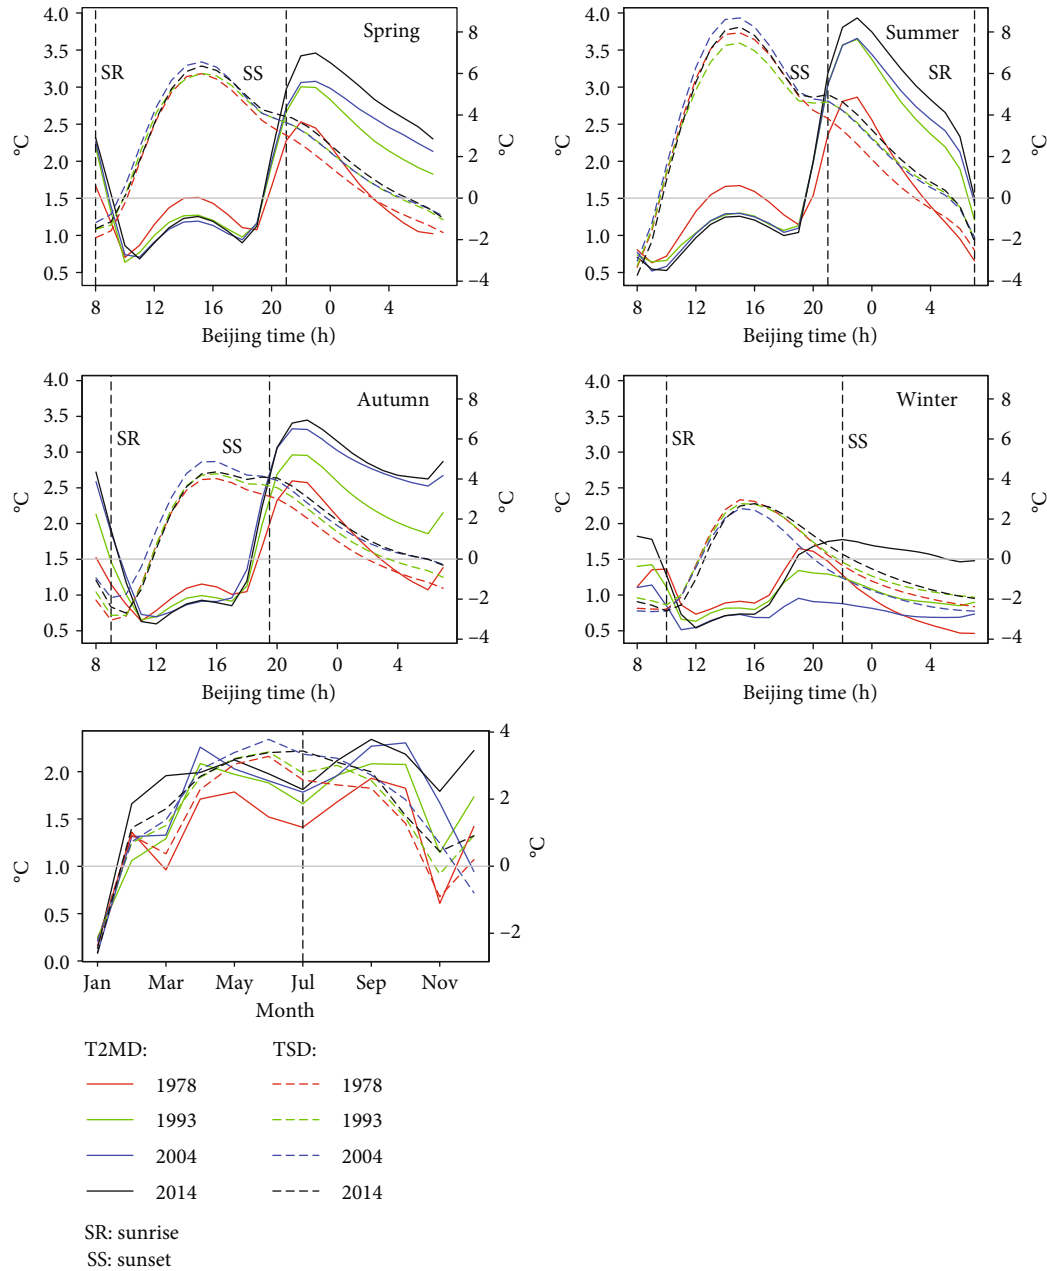 Spring
SR
SS
4.0
3.5
3.0
2.5
2.0
1.5
1.0
0.5
°C
8
6
4
2
0
−2
−4
°C
8
12
16
20
0
4
Beijing time (h)
Summer
SS
SR
4.0
3.5
3.0
2.5
2.0
1.5
1.0
0.5
°C
8
6
4
2
0
−2
−4
°C
8
12
16
20
0
4
Beijing time (h)
Autumn
SR
SS
4.0
3.5
3.0
2.5
2.0
1.5
1.0
0.5
°C
8
6
4
2
0
−2
−4
°C
8
12
16
20
0
4
Beijing time (h)
Winter
SR
SS
4.0
3.5
3.0
2.5
2.0
1.5
1.0
0.5
°C
8
6
4
2
0
−2
−4
°C
8
12
16
20
0
4
Beijing time (h)
2.0
1.5
1.0
0.5
0.0
°C
4
2
0
−2
°C
Jan
Mar
May
Jul
Sep
Nov
Month
T2MD:
1978
1993
2004
2014
TSD:
1978
1993
2004
2014
SR: sunrise
SS: sunset